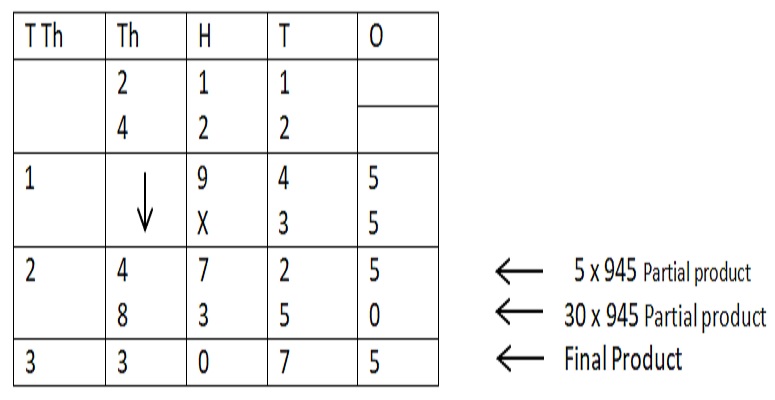 T Th Th H T O
2 1 1
4 2 2
1 9 4 5
X 3 5
2 4 7 2 5 5 x 945 Partial product
8 3 5 0 30 x 945 Partial product
3 3 0 7 5 Final Product